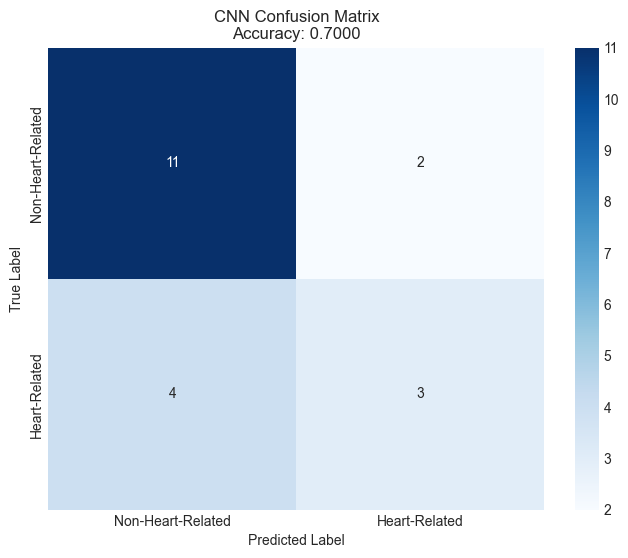 CNN Confusion Matrix
Accuracy: 0.7000
True Label
Non-Heart-Related
Heart-Related
11
2
4
3
Non-Heart-Related
Heart-Related
Predicted Label
11
10
9
8
7
6
5
4
3
2